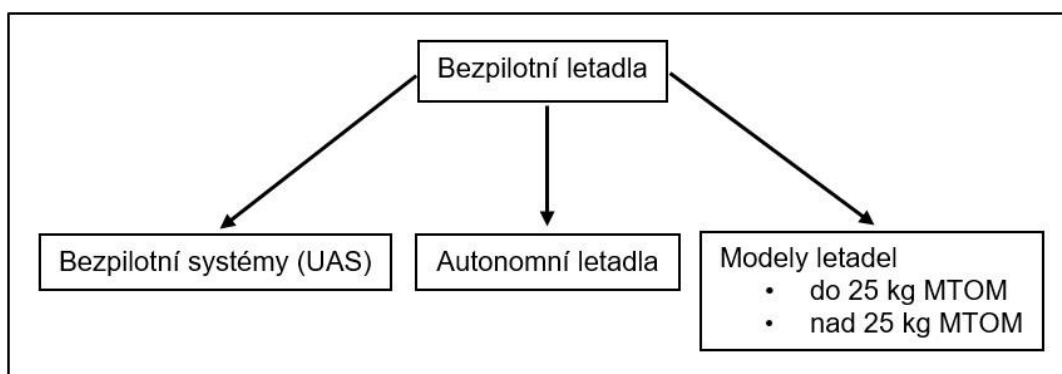 Bezpilotní letadla
Bezpilotní systémy (UAS)
Autonomní letadla
Modely letadel
• do 25 kg MTOM
• nad 25 kg MTOM